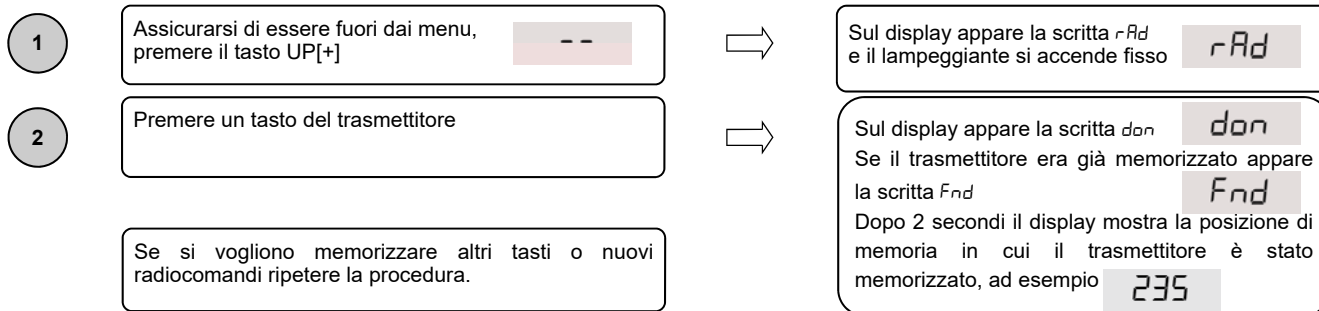 1
Assicurarsi di essere fuori dai menu,
premere il tasto UP[+]
--
Sul display appare la scritta rAd
e il lampeggiante si accende fisso
rAd
2
Premere un tasto del trasmettitore
Sul display appare la scritta don
don
Se il trasmettitore era già memorizzato appare
la scritta Fnd
Fnd
Dopo 2 secondi il display mostra la posizione di
memoria in cui il trasmettitore è stato
memorizzato, ad esempio
235
Se si vogliono memorizzare altri tasti o nuovi
radiocomandi ripetere la procedura.